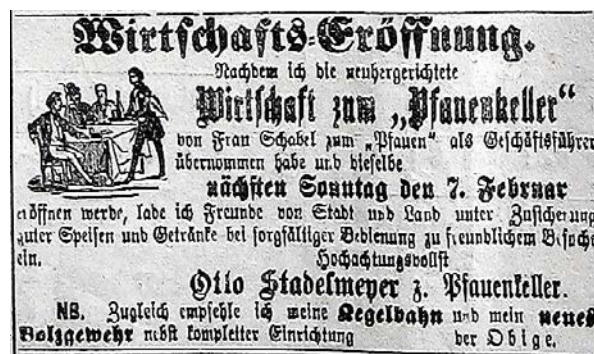 Wirtschafts-Eröffnung.
Nachdem ich die neuhergerichtete
Wirtschaft zum „Pfauenkeller“
von Frau Schabel zum „Pfauen“ als Geschäftsführer
übernommen habe und dieselbe
nächsten Sonntag den 7. Februar
eröffnen werde, lade ich Freunde von Stadt und Land unter Zusicherung
guter Speisen und Getränke bei sorgfältiger Bedienung zu freundlichem Besuche
ein. Hochachtungsvollst
Otto Stadelmeyer z. Pfauenkeller.
NB. Zugleich empfehle ich meine Kegelbahn und mein neues
Bolzgewehr nebst kompletter Einrichtung der Obige.